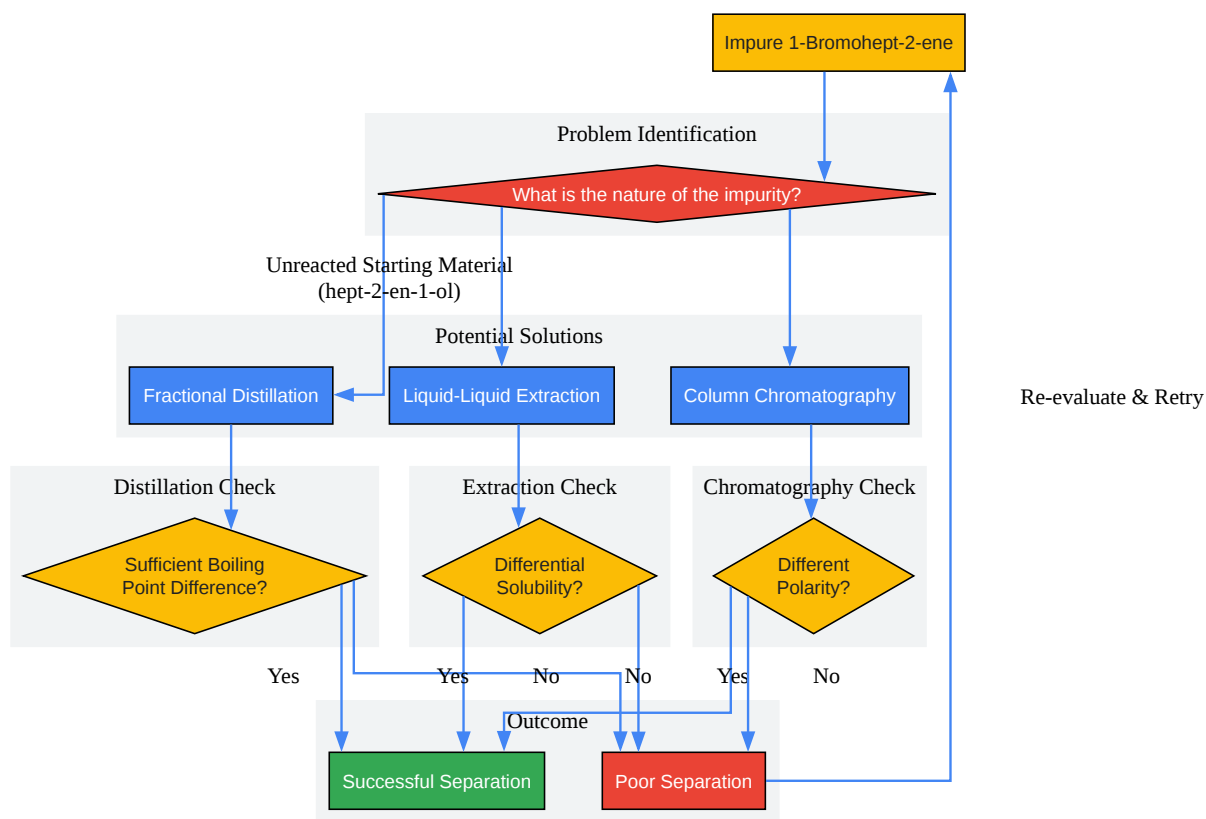 Impure 1-Bromohept-2-ene
Problem Identification
What is the nature of the impurity?
Unreacted Starting Material
(hept-2-en-1-ol)
Potential Solutions
Fractional Distillation
Liquid-Liquid Extraction
Column Chromatography
Re-evaluate & Retry
Distillation Check
Extraction Check
Chromatography Check
Sufficient Boiling
Point Difference?
Differential
Solubility?
Different
Polarity?
Yes
Yes
No
No
Yes
No
Outcome
Successful Separation
Poor Separation